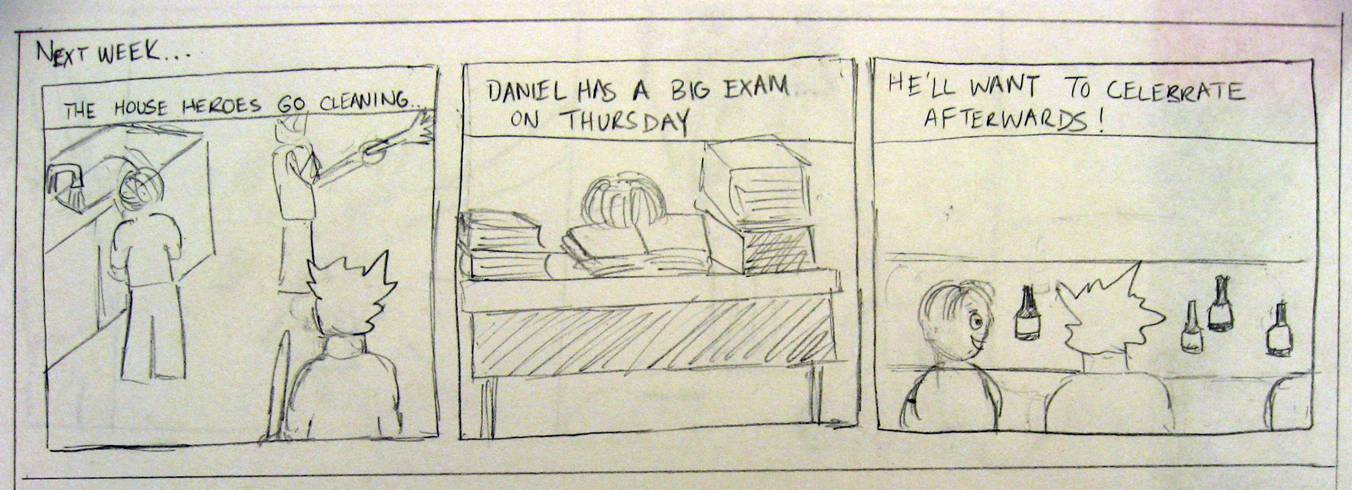 NEXT WEEK...
THE HOUSE HEROES GO CLEANING...
DANIEL HAS A BIG EXAM...
ON THURSDAY
HE'LL WANT TO CELEBRATE
AFTERWARDS!